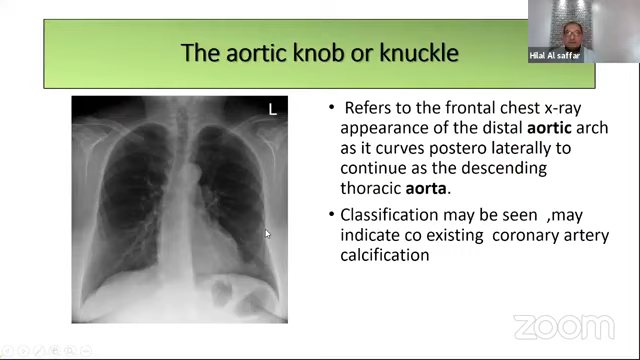 The aortic knob or knuckle
Hilal Al saffar
L
• Refers to the frontal chest x-ray
appearance of the distal aortic arch
as it curves postero laterally to
continue as the descending
thoracic aorta.
• Classification may be seen ,may
indicate co existing coronary artery
calcification
zoom